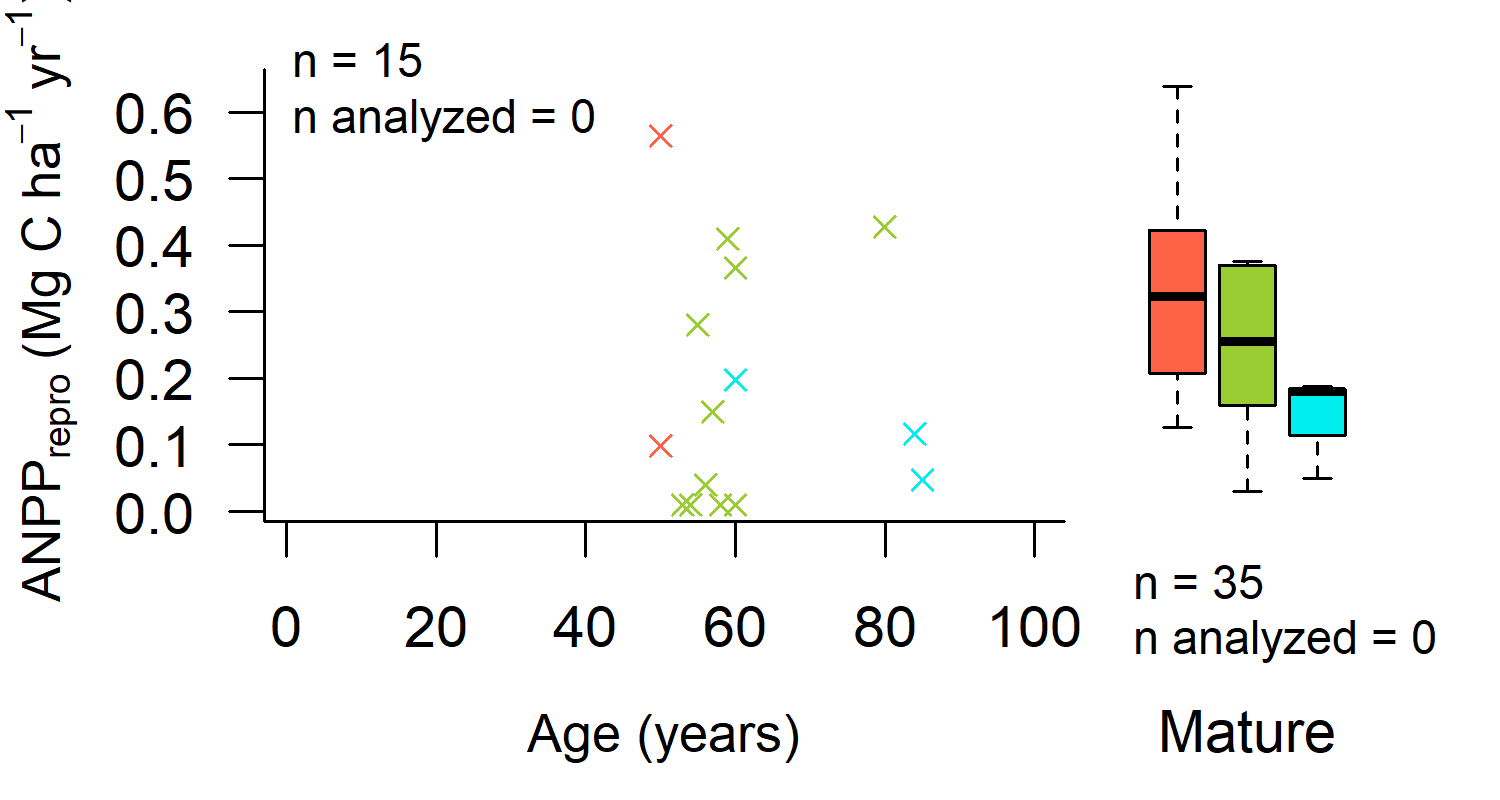 n = 15
n analyzed = 0
ANPPrepro (Mg C ha−1 yr−1)
0.6
0.5
0.4
0.3
0.2
0.1
0.0
0 20 40 60 80 100
Age (years)
n = 35
n analyzed = 0
Mature